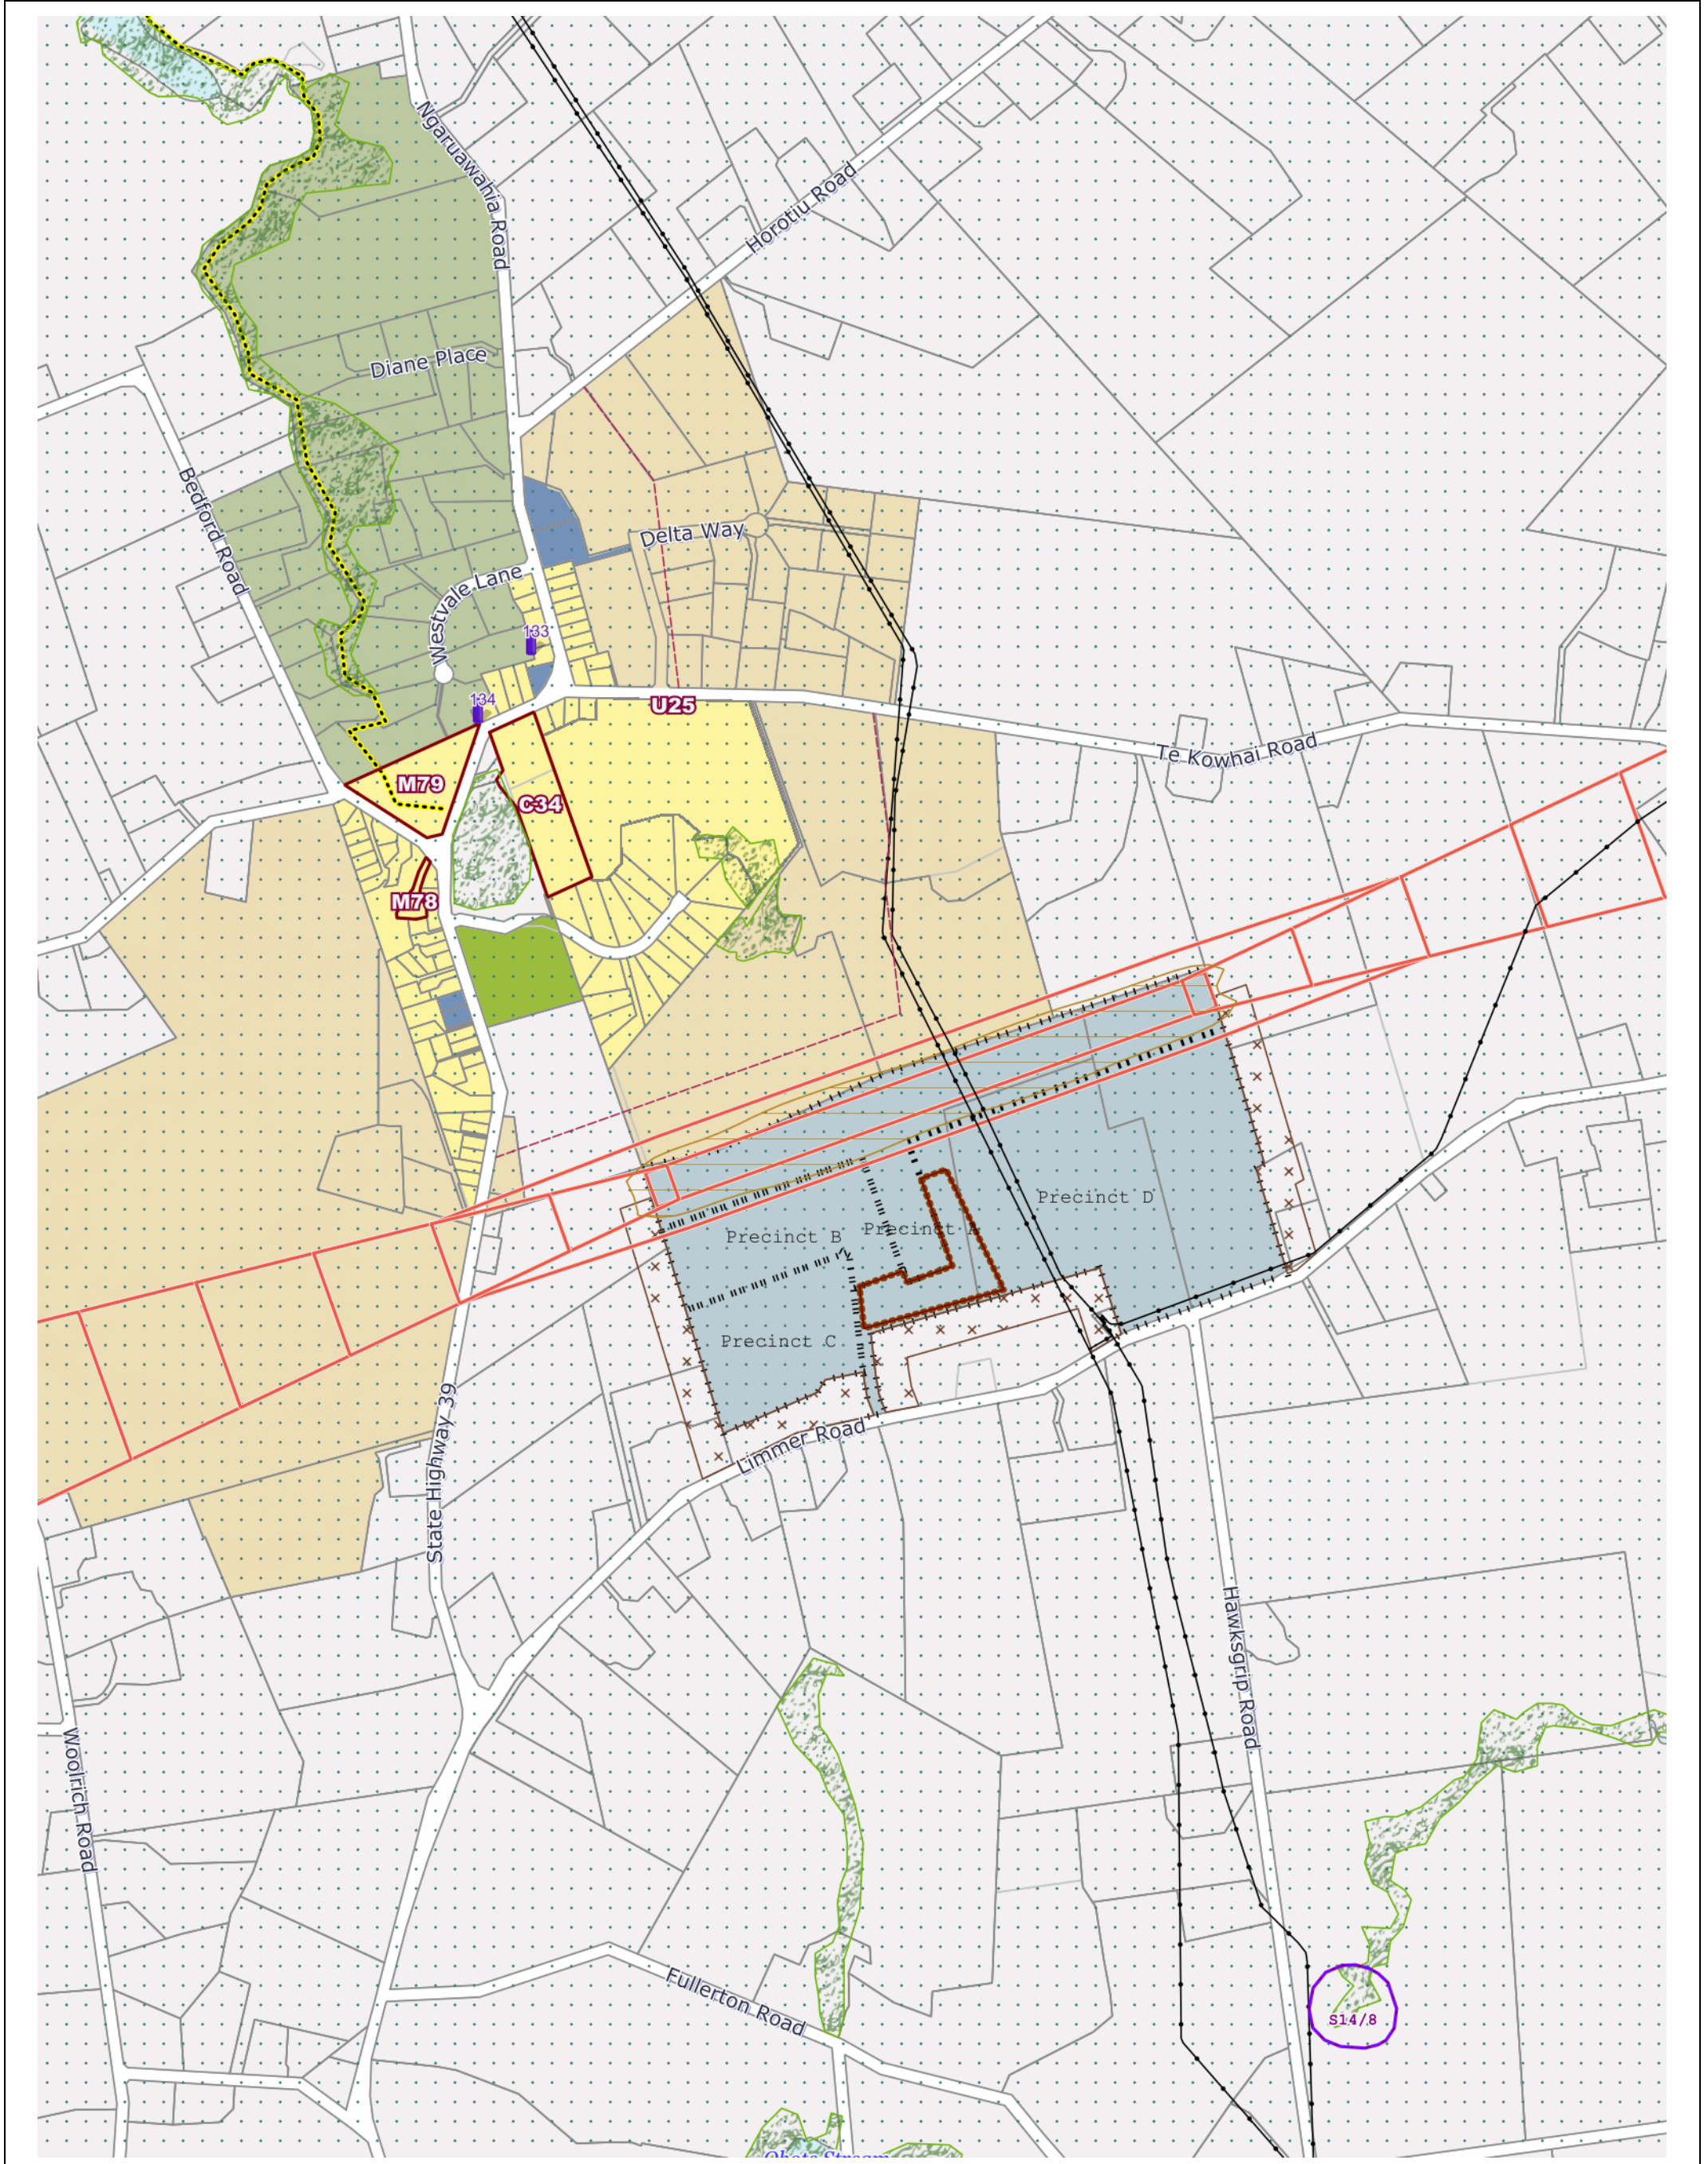 Ngaruawahia Road
Horotiu Road
Diane Place
Bedford Road
Delta Way
Westvale Lane
133
134
U25
Te Kowhai Road
M79
C34
M78
Precinct D
Precinct B
Precinct A
Precinct C
Limmer Road
State Highway 39
Hawksgrip Road
Woolrich Road
Fullerton Road
S14/8